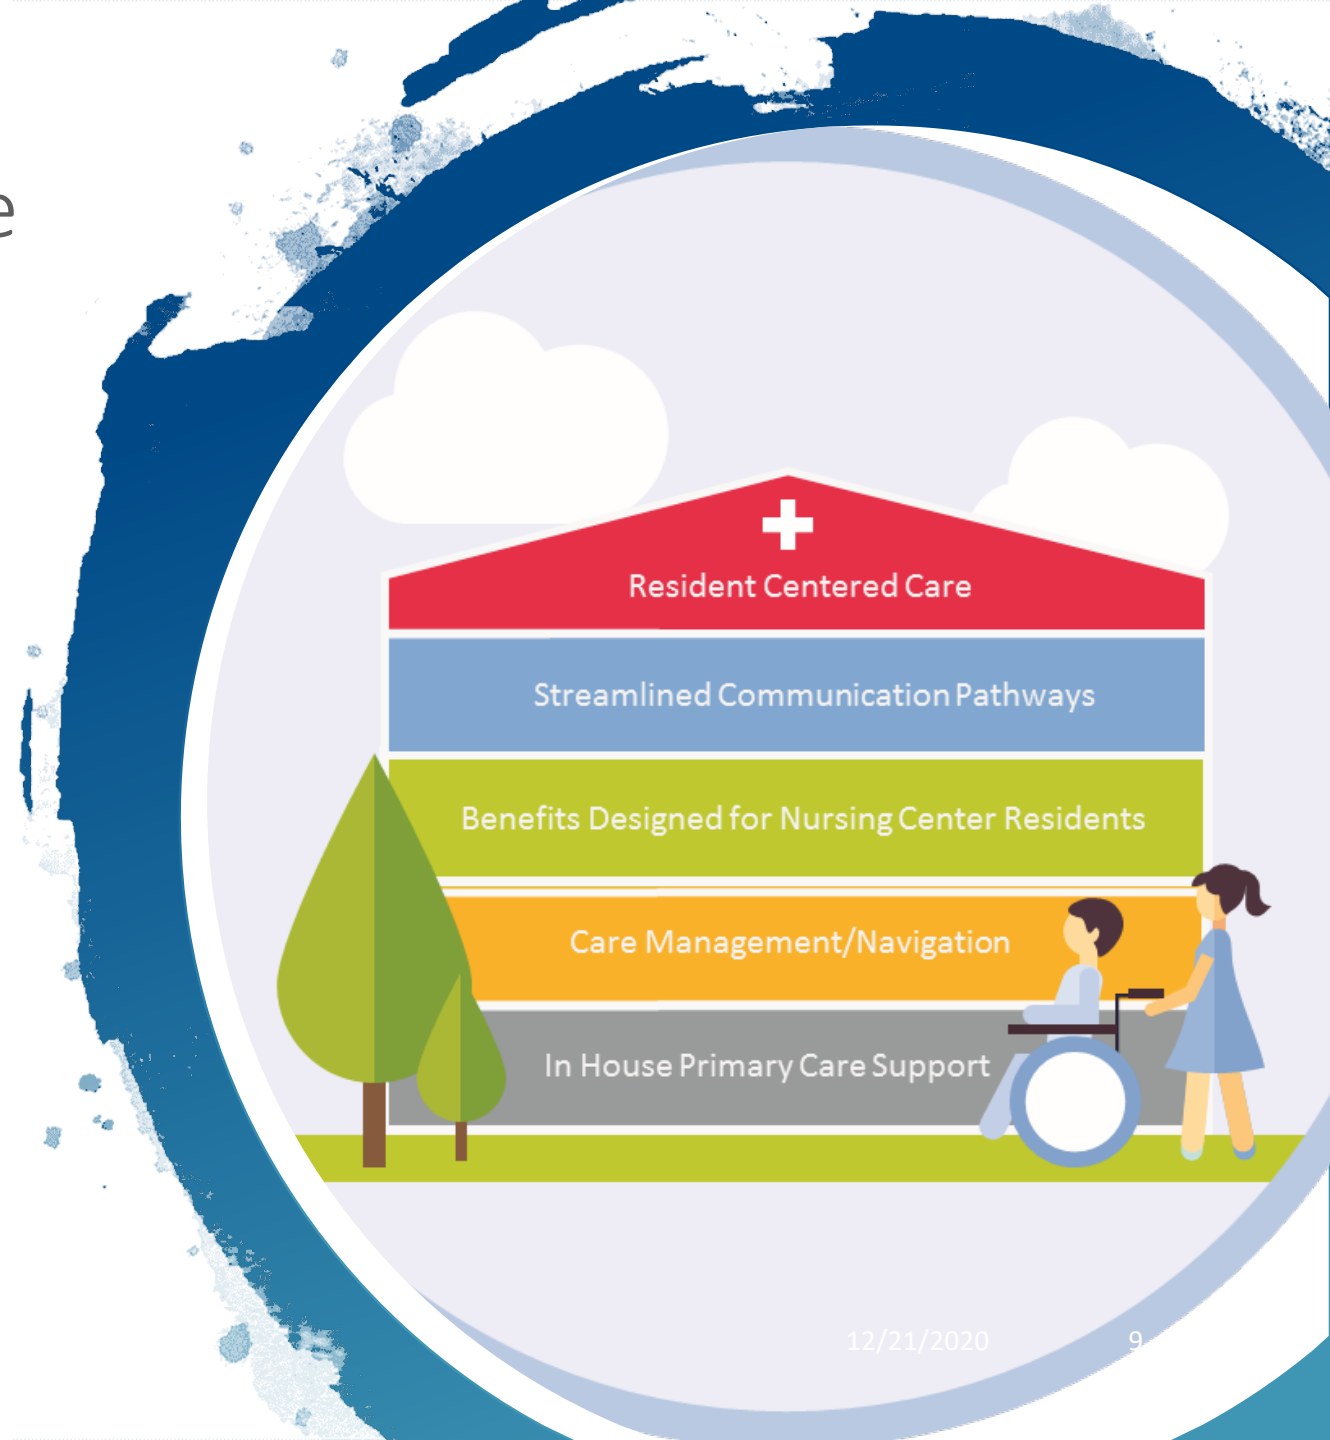 e
Resident Centered Care
Streamlined Communication Pathways
Benefits Designed for Nursing Center Residents
Care Management/Navigation
In House Primary Care Support
12/21/2020 9